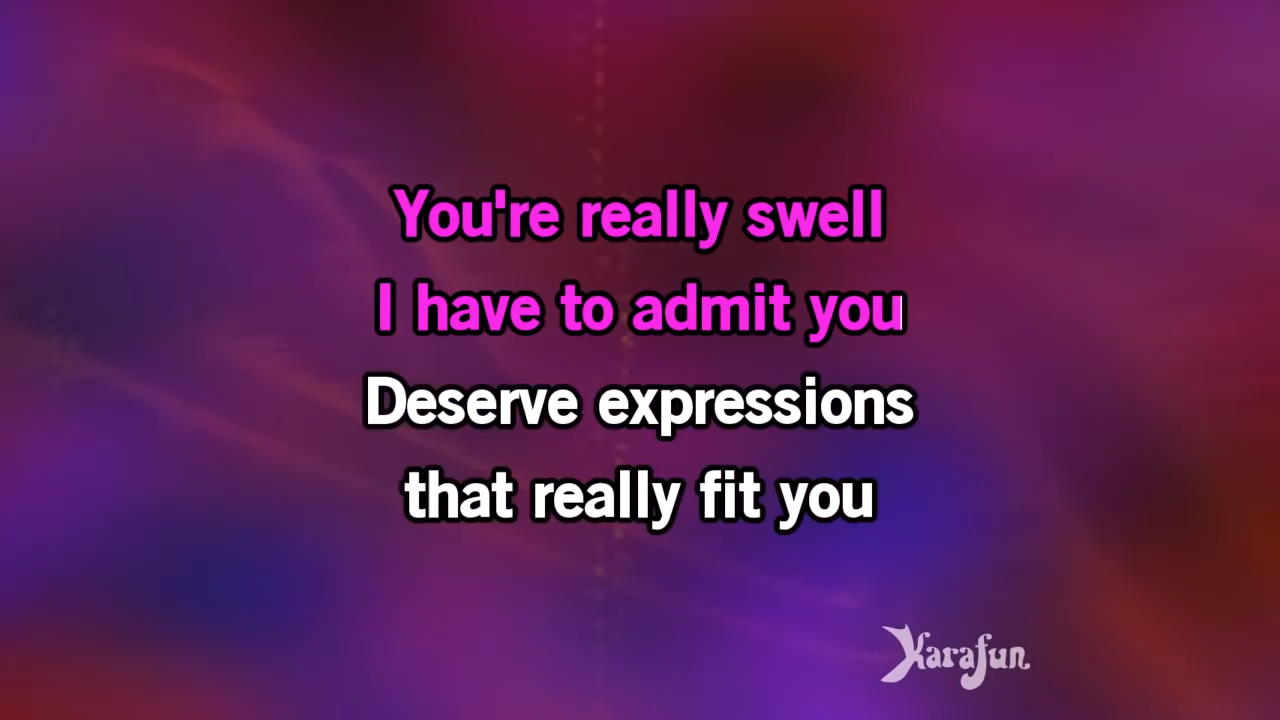 You're really swell
I have to admit you
Deserve expressions
that really fit you
Karafun